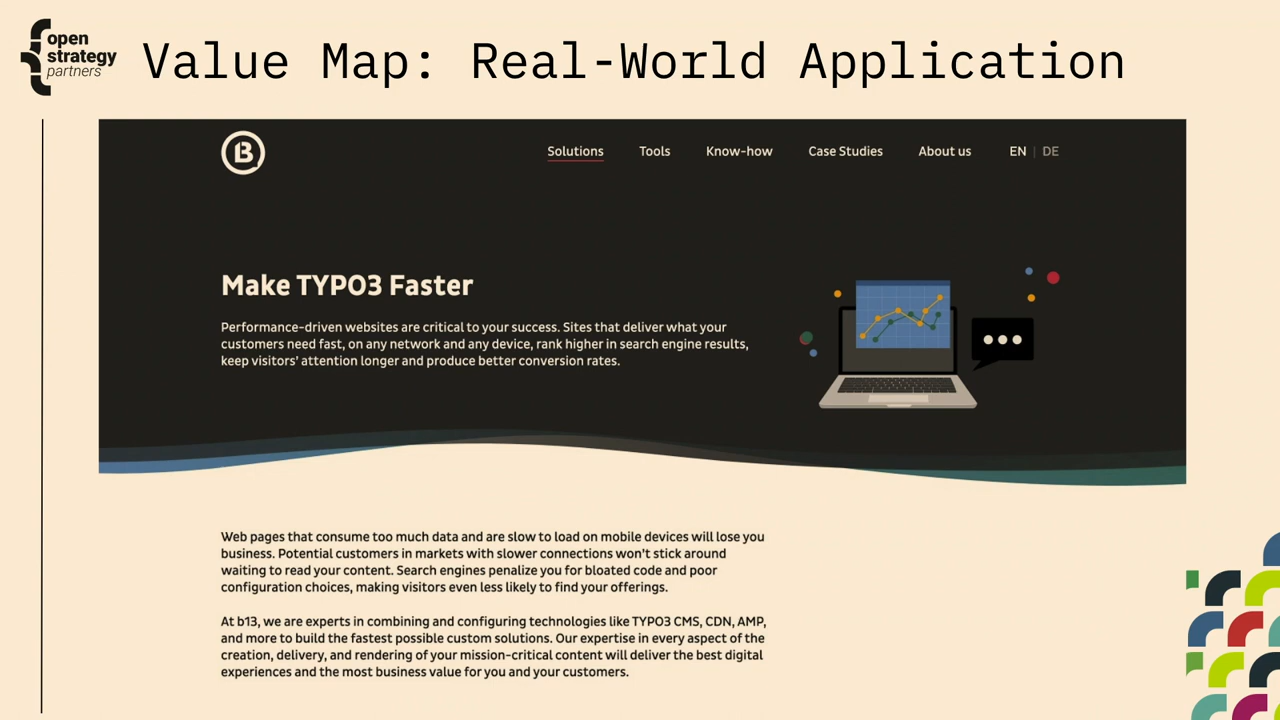 open
strategy
partners
Value Map: Real-World Application
B
Solutions Tools Know-how Case Studies About us EN | DE
Make TYPO3 Faster
Performance-driven websites are critical to your success. Sites that deliver what your
customers need fast, on any network and any device, rank higher in search engine results,
keep visitors' attention longer and produce better conversion rates.
Web pages that consume too much data and are slow to load on mobile devices will lose you
business. Potential customers in markets with slower connections won't stick around
waiting to read your content. Search engines penalize you for bloated code and poor
configuration choices, making visitors even less likely to find your offerings.
At b13, we are experts in combining and configuring technologies like TYPO3 CMS, CDN, AMP,
and more to build the fastest possible custom solutions. Our expertise in every aspect of the
creation, delivery, and rendering of your mission-critical content will deliver the best digital
experiences and the most business value for you and your customers.